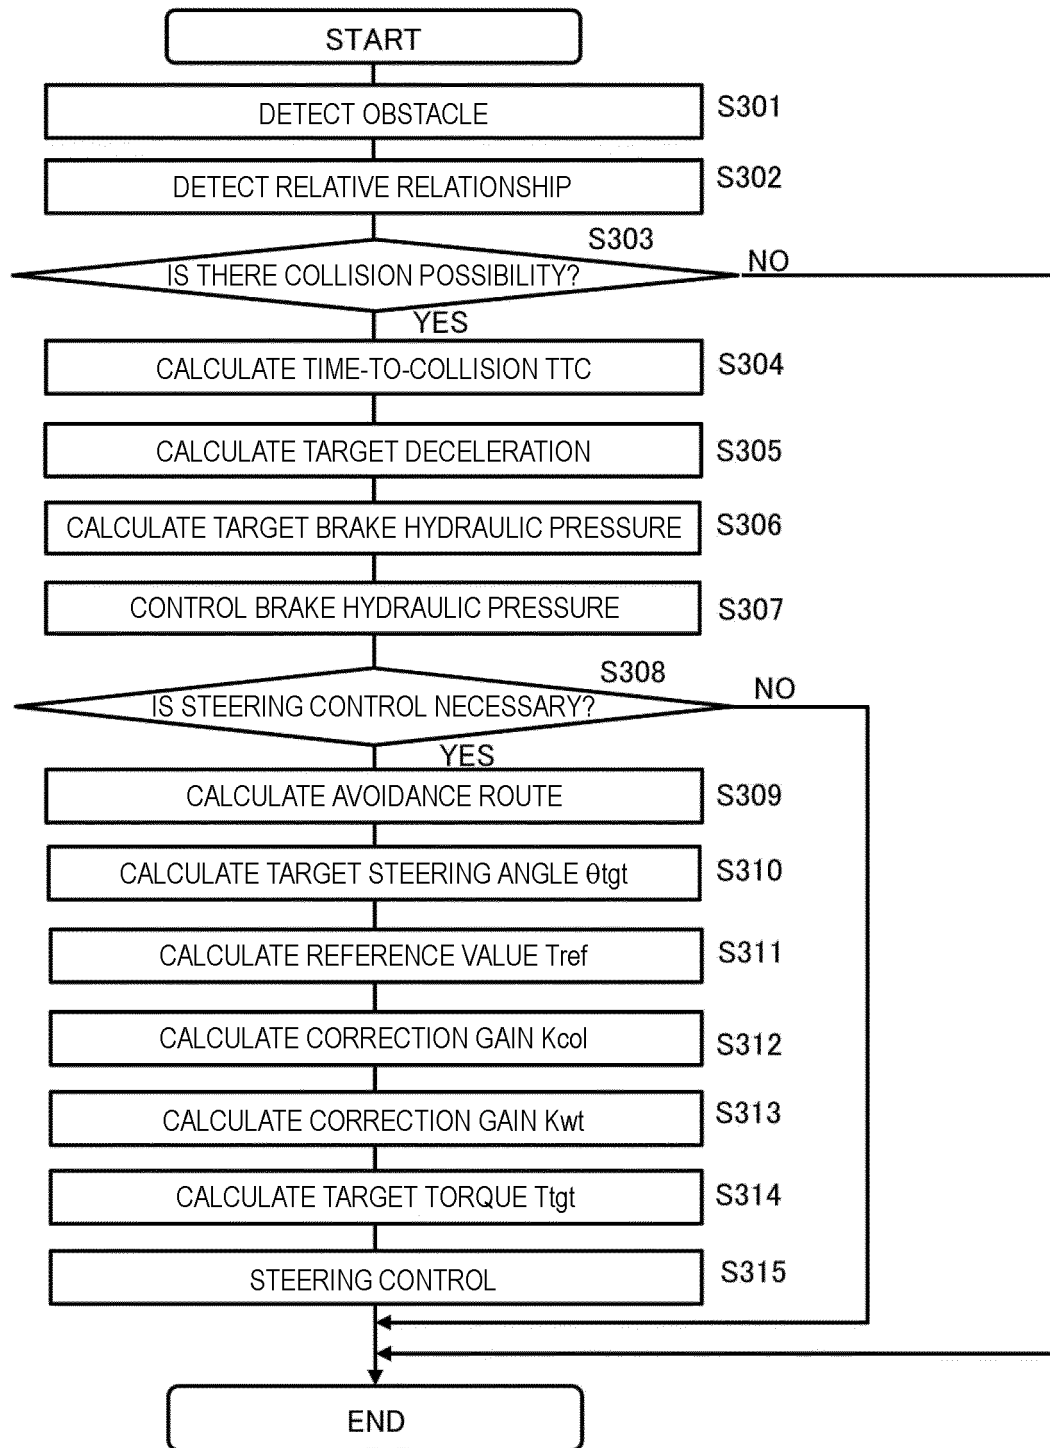 START
DETECT OBSTACLE
S301
DETECT RELATIVE RELATIONSHIP
S302
S303
IS THERE COLLISION POSSIBILITY?
NO
YES
CALCULATE TIME-TO-COLLISION TTC
S304
CALCULATE TARGET DECELERATION
S305
CALCULATE TARGET BRAKE HYDRAULIC PRESSURE
S306
CONTROL BRAKE HYDRAULIC PRESSURE
S307
S308
IS STEERING CONTROL NECESSARY?
NO
YES
CALCULATE AVOIDANCE ROUTE
S309
CALCULATE TARGET STEERING ANGLE θtgt
S310
CALCULATE REFERENCE VALUE Tref
S311
CALCULATE CORRECTION GAIN Kcol
S312
CALCULATE CORRECTION GAIN Kwt
S313
CALCULATE TARGET TORQUE Ttgt
S314
STEERING CONTROL
S315
END